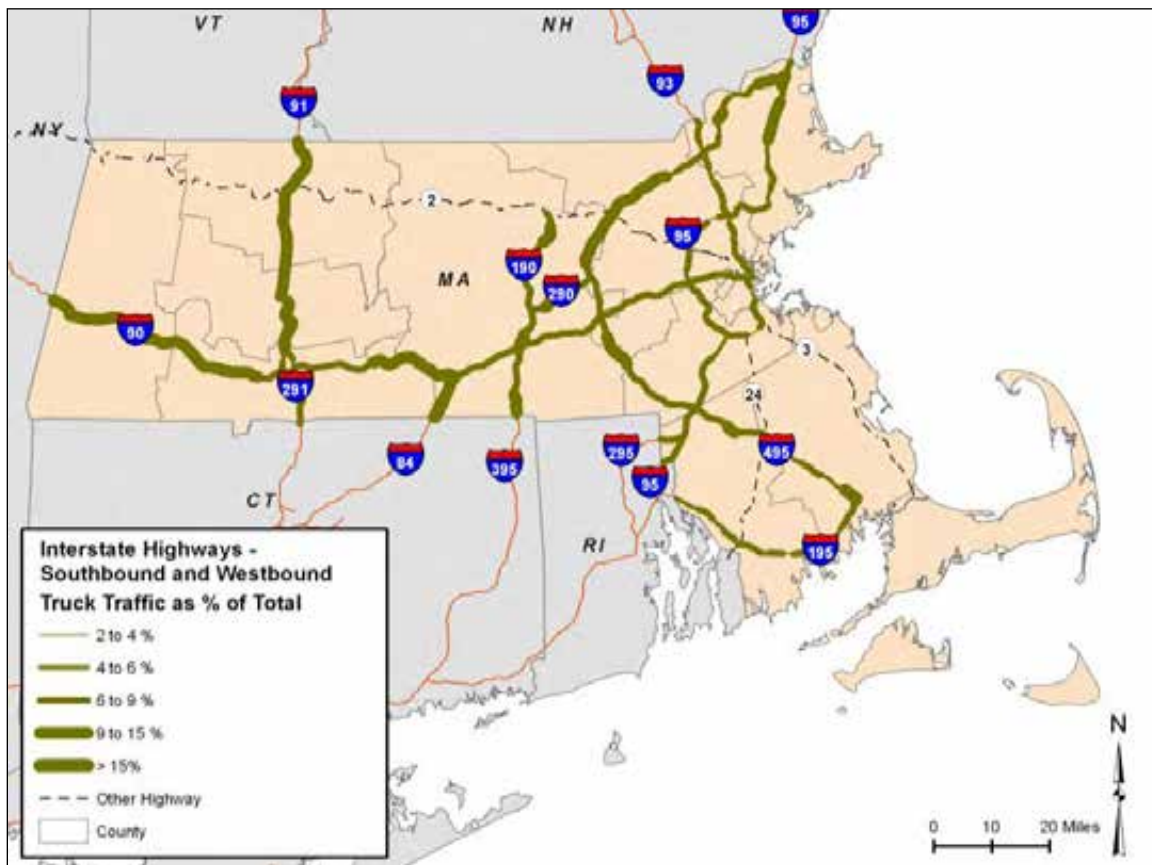 VT
NH
95
93
91
NY
2
95
190
MA
290
90
3
291
24
84
395
295
495
95
CT
RI
195
Interstate Highways -
Southbound and Westbound
Truck Traffic as % of Total
2 to 4 %
4 to 6 %
6 to 9 %
9 to 15 %
> 15%
Other Highway
County
N
0 10 20 Miles